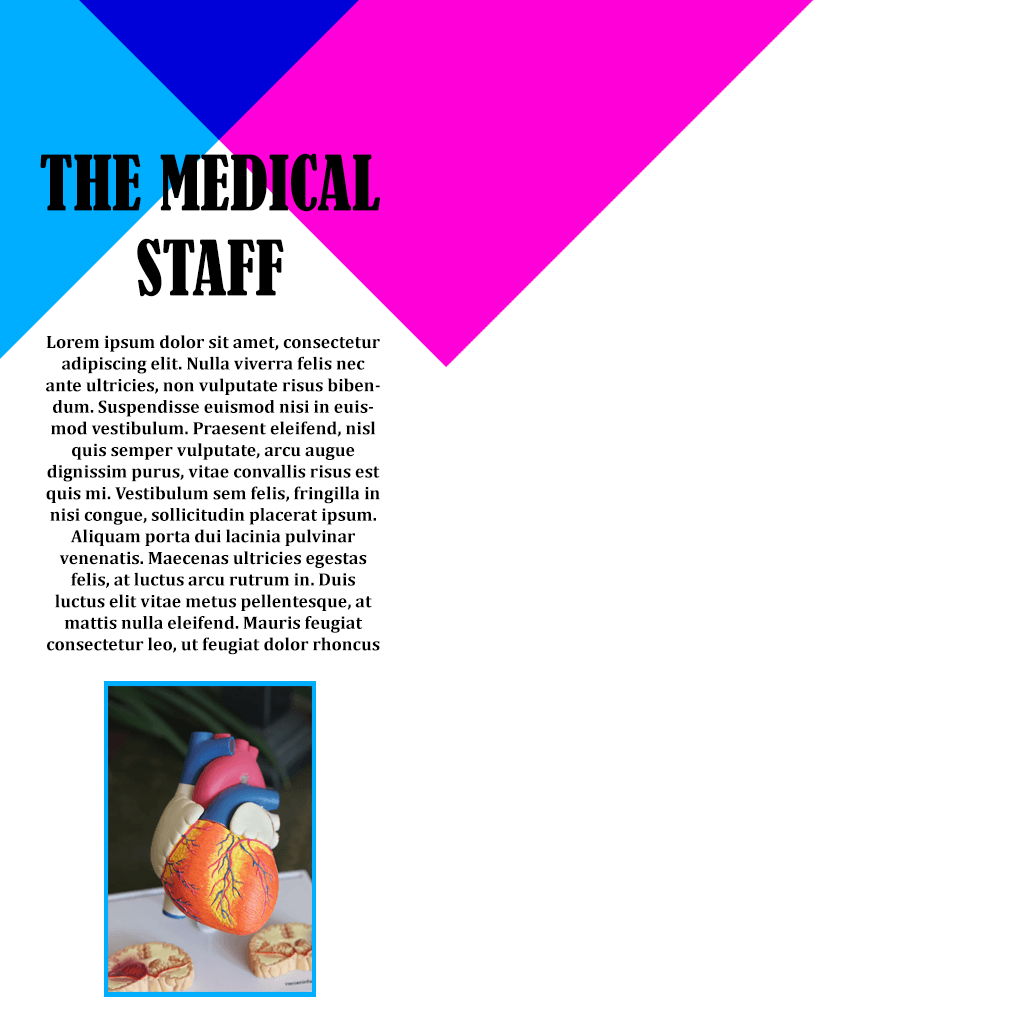 THE MEDICAL
STAFF
Lorem ipsum dolor sit amet, consectetur
adipiscing elit. Nulla viverra felis nec
ante ultricies, non vulputate risus biben-
dum. Suspendisse euismod nisi in euis-
mod vestibulum. Praesent eleifend, nisl
quis semper vulputate, arcu augue
dignissim purus, vitae convallis risus est
quis mi. Vestibulum sem felis, fringilla in
nisi congue, sollicitudin placerat ipsum.
Aliquam porta dui lacinia pulvinar
venenatis. Maecenas ultricies egestas
felis, at luctus arcu rutrum in. Duis
luctus elit vitae metus pellentesque, at
mattis nulla eleifend. Mauris feugiat
consectetur leo, ut feugiat dolor rhoncus